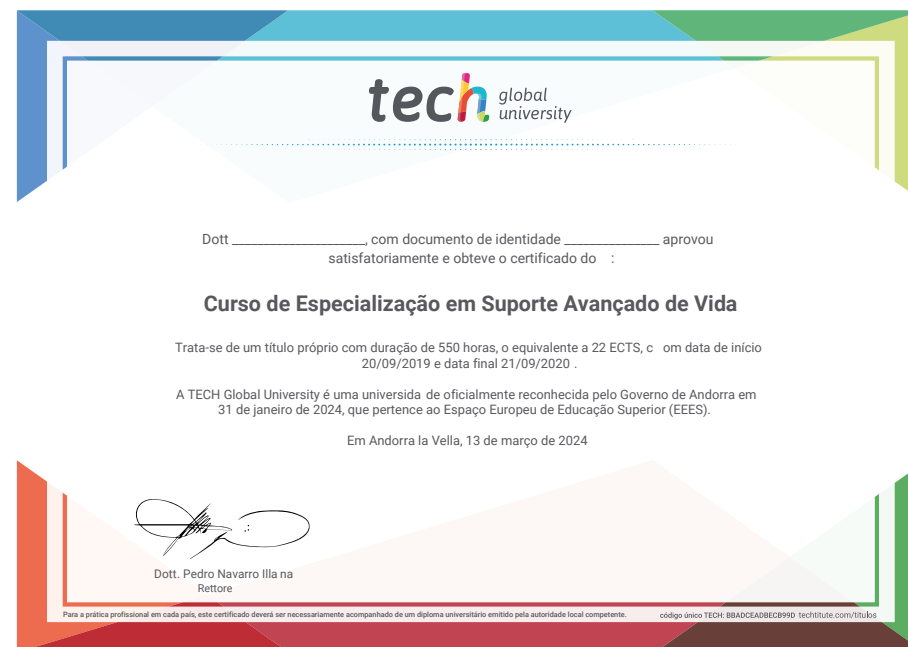 tech global university
Dott _____________________, com documento de identidade _______________ aprovou
satisfatoriamente e obteve o certificado do :
Curso de Especialização em Suporte Avançado de Vida
Trata-se de um título próprio com duração de 550 horas, o equivalente a 22 ECTS, c om data de início
20/09/2019 e data final 21/09/2020 .
A TECH Global University é uma universida de oficialmente reconhecida pelo Governo de Andorra em
31 de janeiro de 2024, que pertence ao Espaço Europeu de Educação Superior (EEES).
Em Andorra la Vella, 13 de março de 2024
Dott. Pedro Navarro Illa na
Rettore
Para a prática profissional em cada país, este certificado deverá ser necessariamente acompanhado de um diploma universitário emitido pela autoridade local competente. código único TECH: BBADCEADBECB99D techtitute.com/titulos